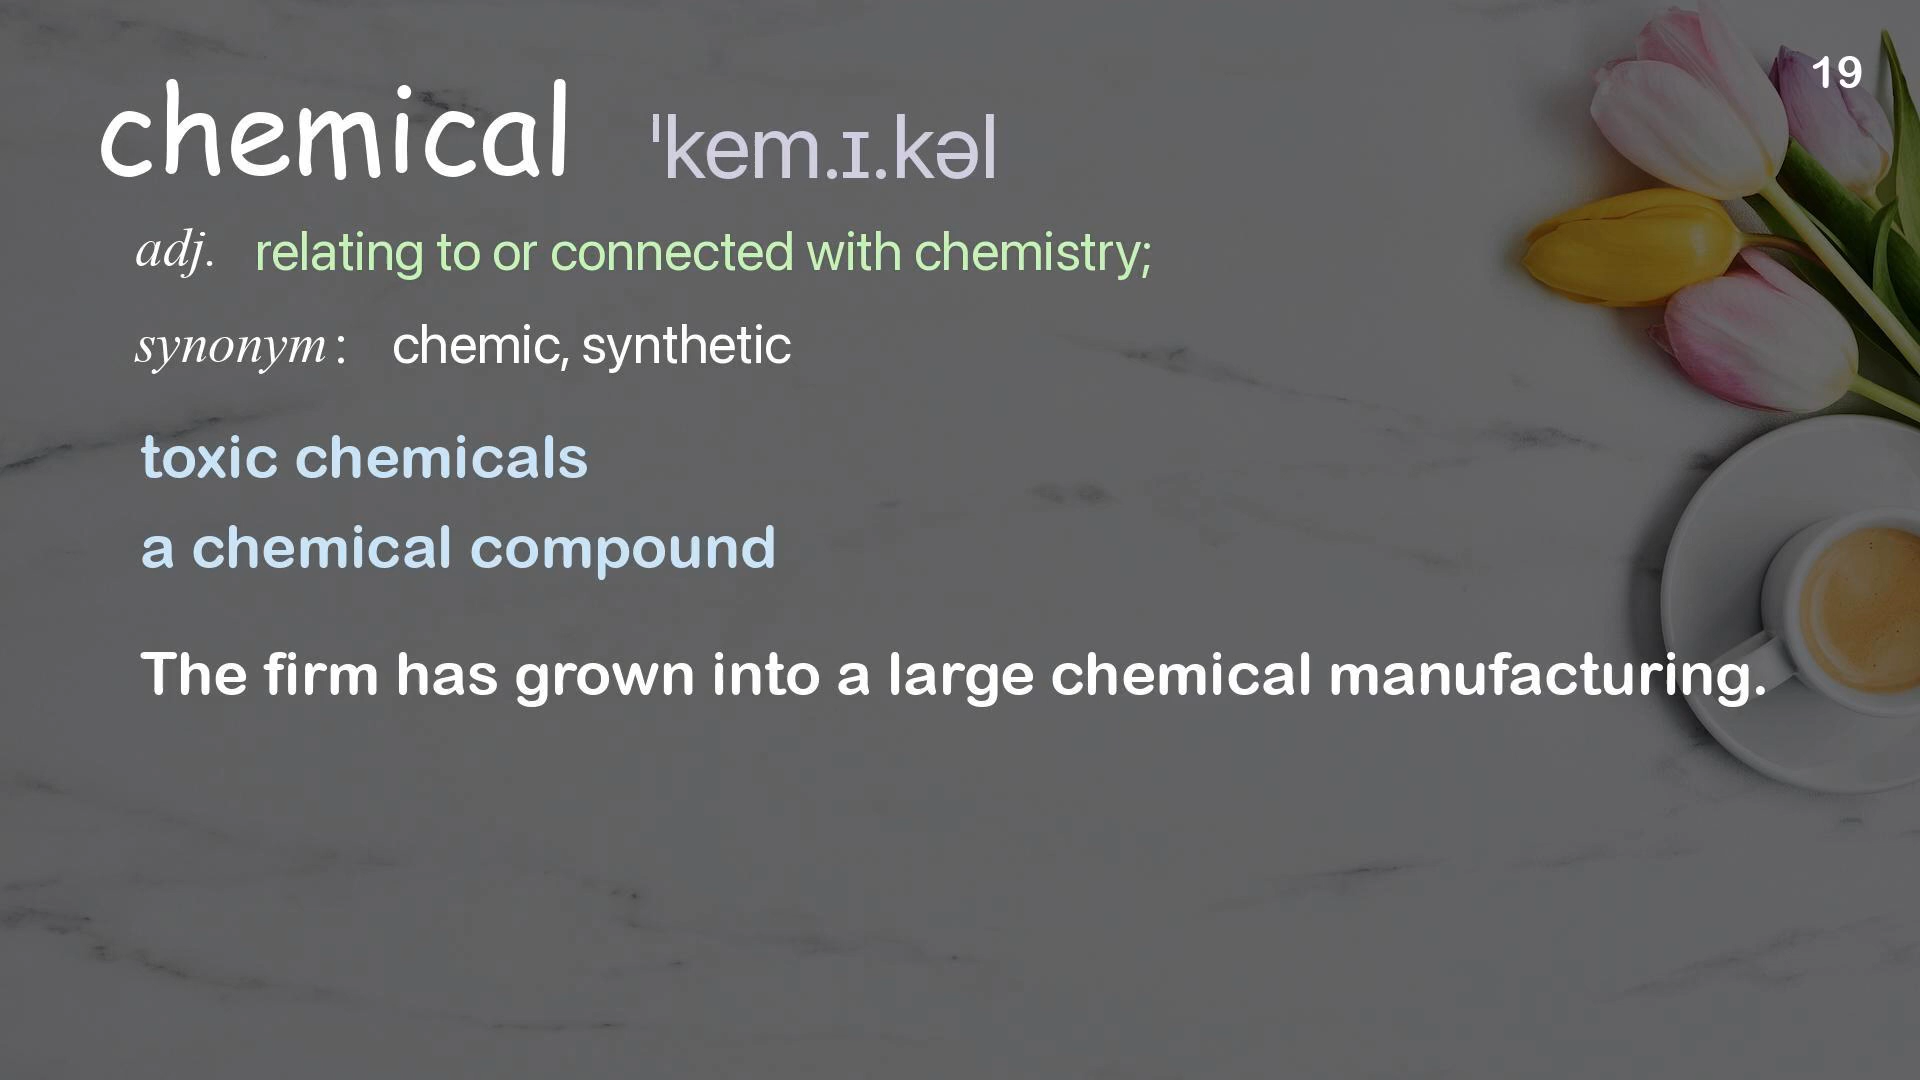 19
chemical ˈkem.ɪ.kəl
adj. relating to or connected with chemistry;
synonym: chemic, synthetic
toxic chemicals
a chemical compound
The firm has grown into a large chemical manufacturing.